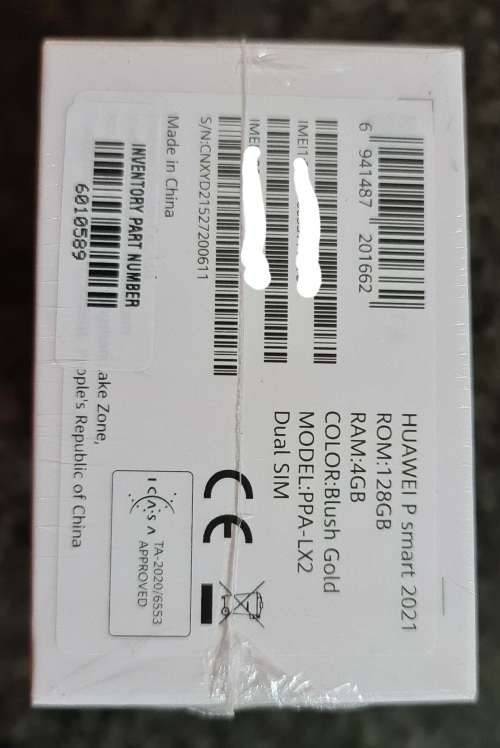 HUAWEI P smart 2021
ROM:128GB
RAM:4GB
COLOR:Blush Gold
MODEL:PPA-LX2
Dual SIM
6 941487 201662
IMEI1
IME
S/N:CNXYD21527200611
Made in China
INVENTORY PART NUMBER
6010589
ake Zone,
ople's Republic of China
CE
ICASA
TA-2020/6553
APPROVED